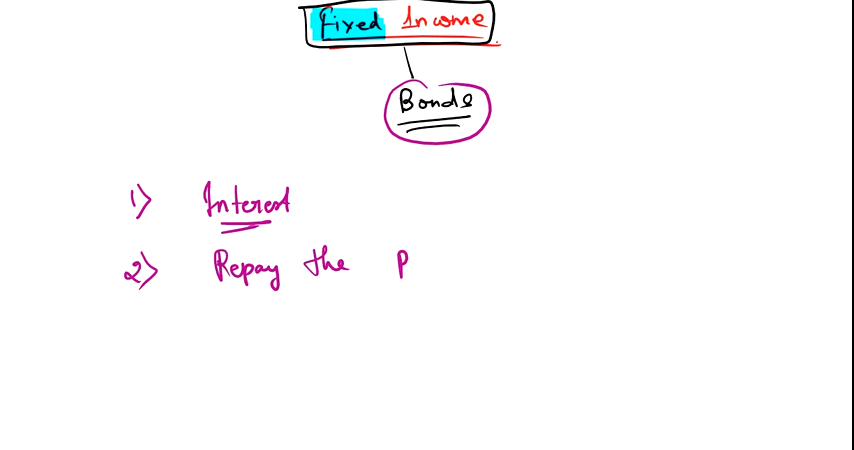 Fixed Income
Bonds
1) Interest
2) Repay the P